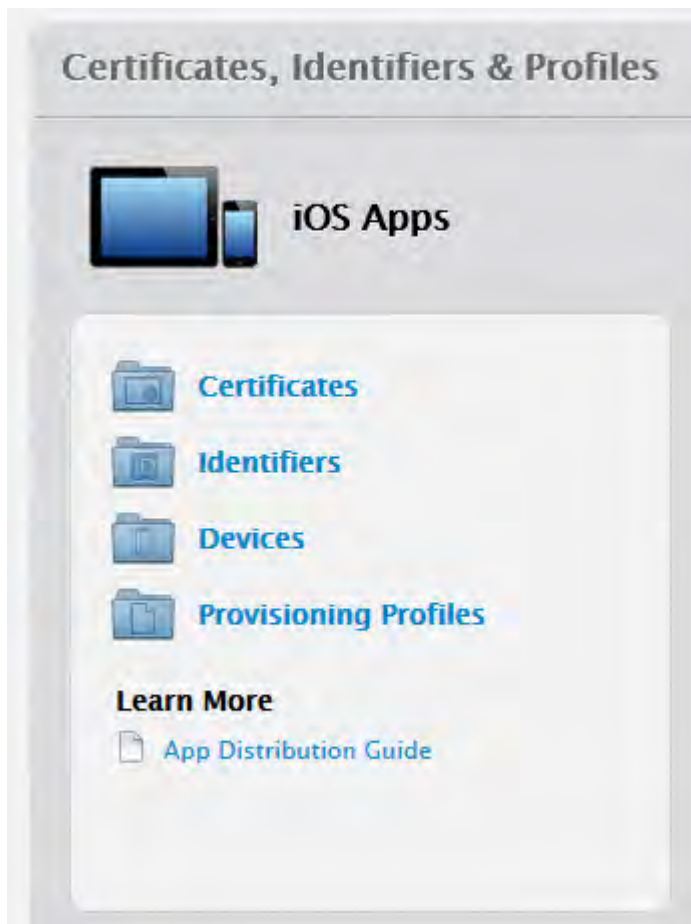 Certificates, Identifiers & Profiles
iOS Apps
Certificates
Identifiers
Devices
Provisioning Profiles
Learn More
App Distribution Guide